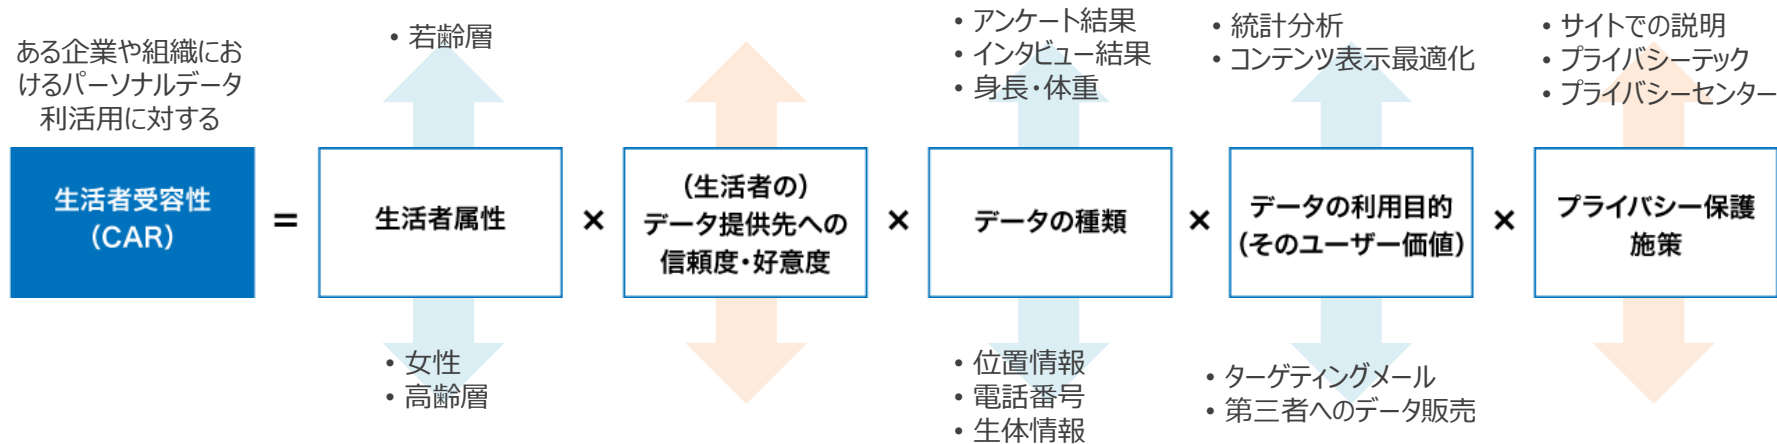 ある企業や組織にお
けるパーソナルデータ
利活用に対する
生活者受容性
(CAR)
=
• 若齢層
生活者属性
• 女性
• 高齢層
×
(生活者の)
データ提供先への
信頼度・好意度
×
• アンケート結果
• インタビュー結果
• 身長・体重
データの種類
• 位置情報
• 電話番号
• 生体情報
×
• 統計分析
• コンテンツ表示最適化
データの利用目的
(そのユーザー価値)
• ターゲティングメール
• 第三者へのデータ販売
×
• サイトでの説明
• プライバシーテック
• プライバシーセンター
プライバシー保護
施策